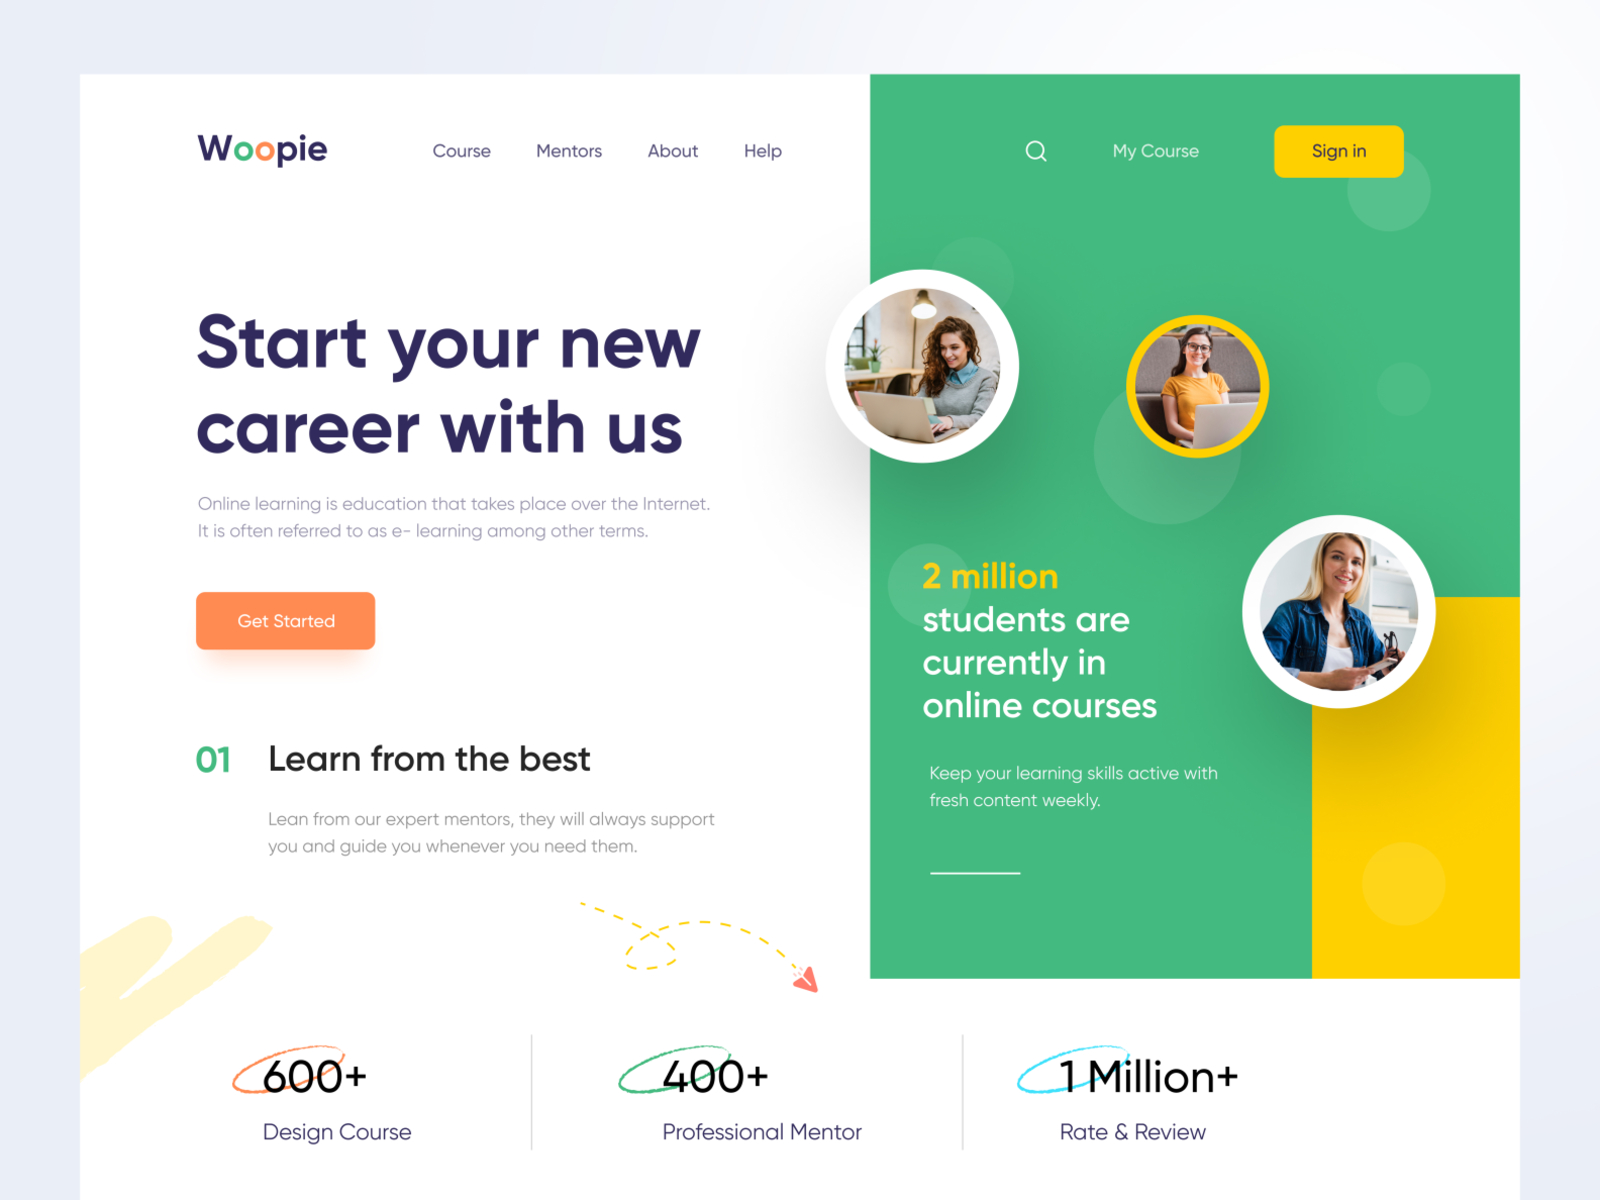 Woopie
Course
Mentors
About
Help
My Course
Sign in
Start your new
career with us
Online learning is education that takes place over the Internet.
It is often referred to as e- learning among other terms.
Get Started
2 million
students are
currently in
online courses
Keep your learning skills active with
fresh content weekly.
01
Learn from the best
Lean from our expert mentors, they will always support
you and guide you whenever you need them.
600+
Design Course
400+
Professional Mentor
1 Million+
Rate & Review